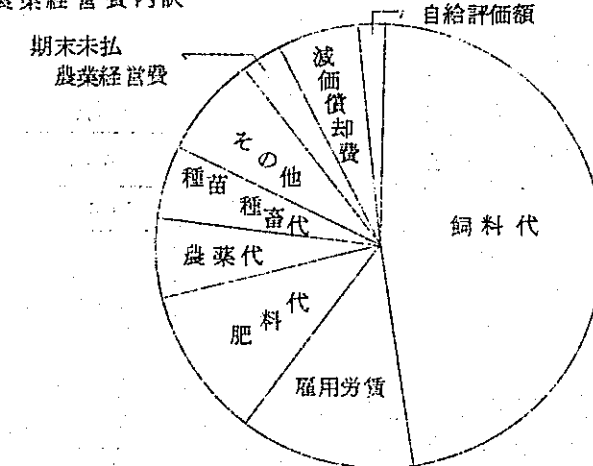 農業経営費内訳
自給評価額
期末未払
農業経営費
減価償却費
その他
種苗
種畜代
飼料代
農薬代
肥料代
雇用労賃